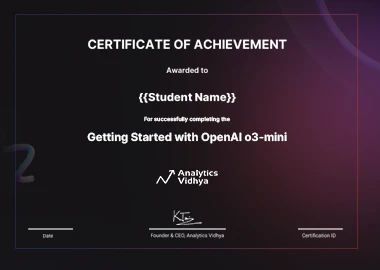 CERTIFICATE OF ACHIEVEMENT
Awarded to
{{Student Name}}
For successfully completing the
Getting Started with OpenAI o3-mini
Analytics
Vidhya
Date
Founder & CEO, Analytics Vidhya
Certification ID